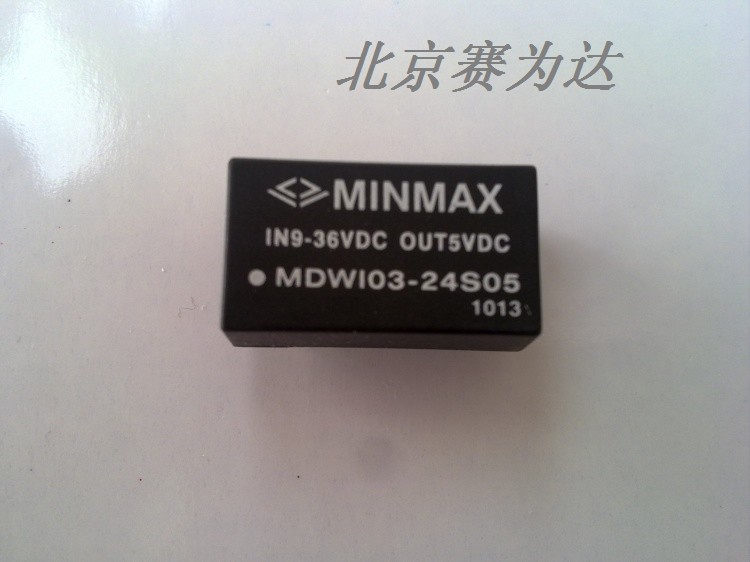 北京赛为达
MINMAX
IN9-36VDC OUT5VDC
MDWI03-24S05
1013